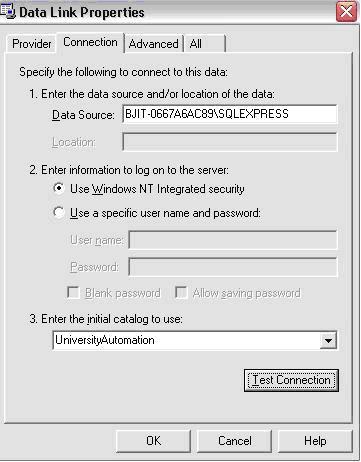 Data Link Properties
Provider Connection Advanced All
Specify the following to connect to this data:
1. Enter the data source and/or location of the data:
Data Source: BJIT-0667A6AC89\SQLEXPRESS
Location:
2. Enter information to log on to the server:
Use Windows NT Integrated security
Use a specific user name and password:
User name:
Password:
Blank password Allow saving password
3. Enter the initial catalog to use:
UniversityAutomation
Test Connection
OK Cancel Help